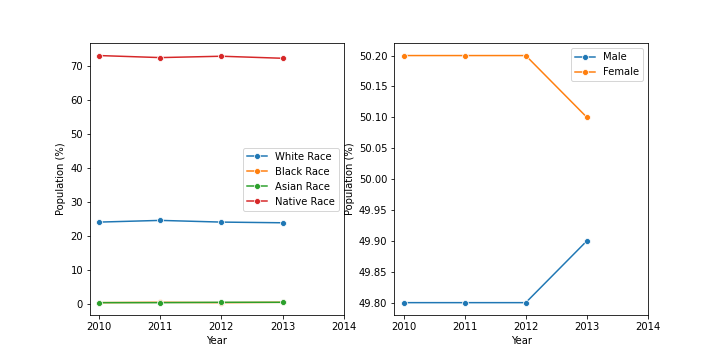 70
60
50
40
30
20
10
0
2010 2011 2012 2013 2014
Year
Population (%)
White Race
Black Race
Asian Race
Native Race
50.20
50.15
50.10
50.05
50.00
49.95
49.90
49.85
49.80
2010 2011 2012 2013 2014
Year
Population (%)
Male
Female